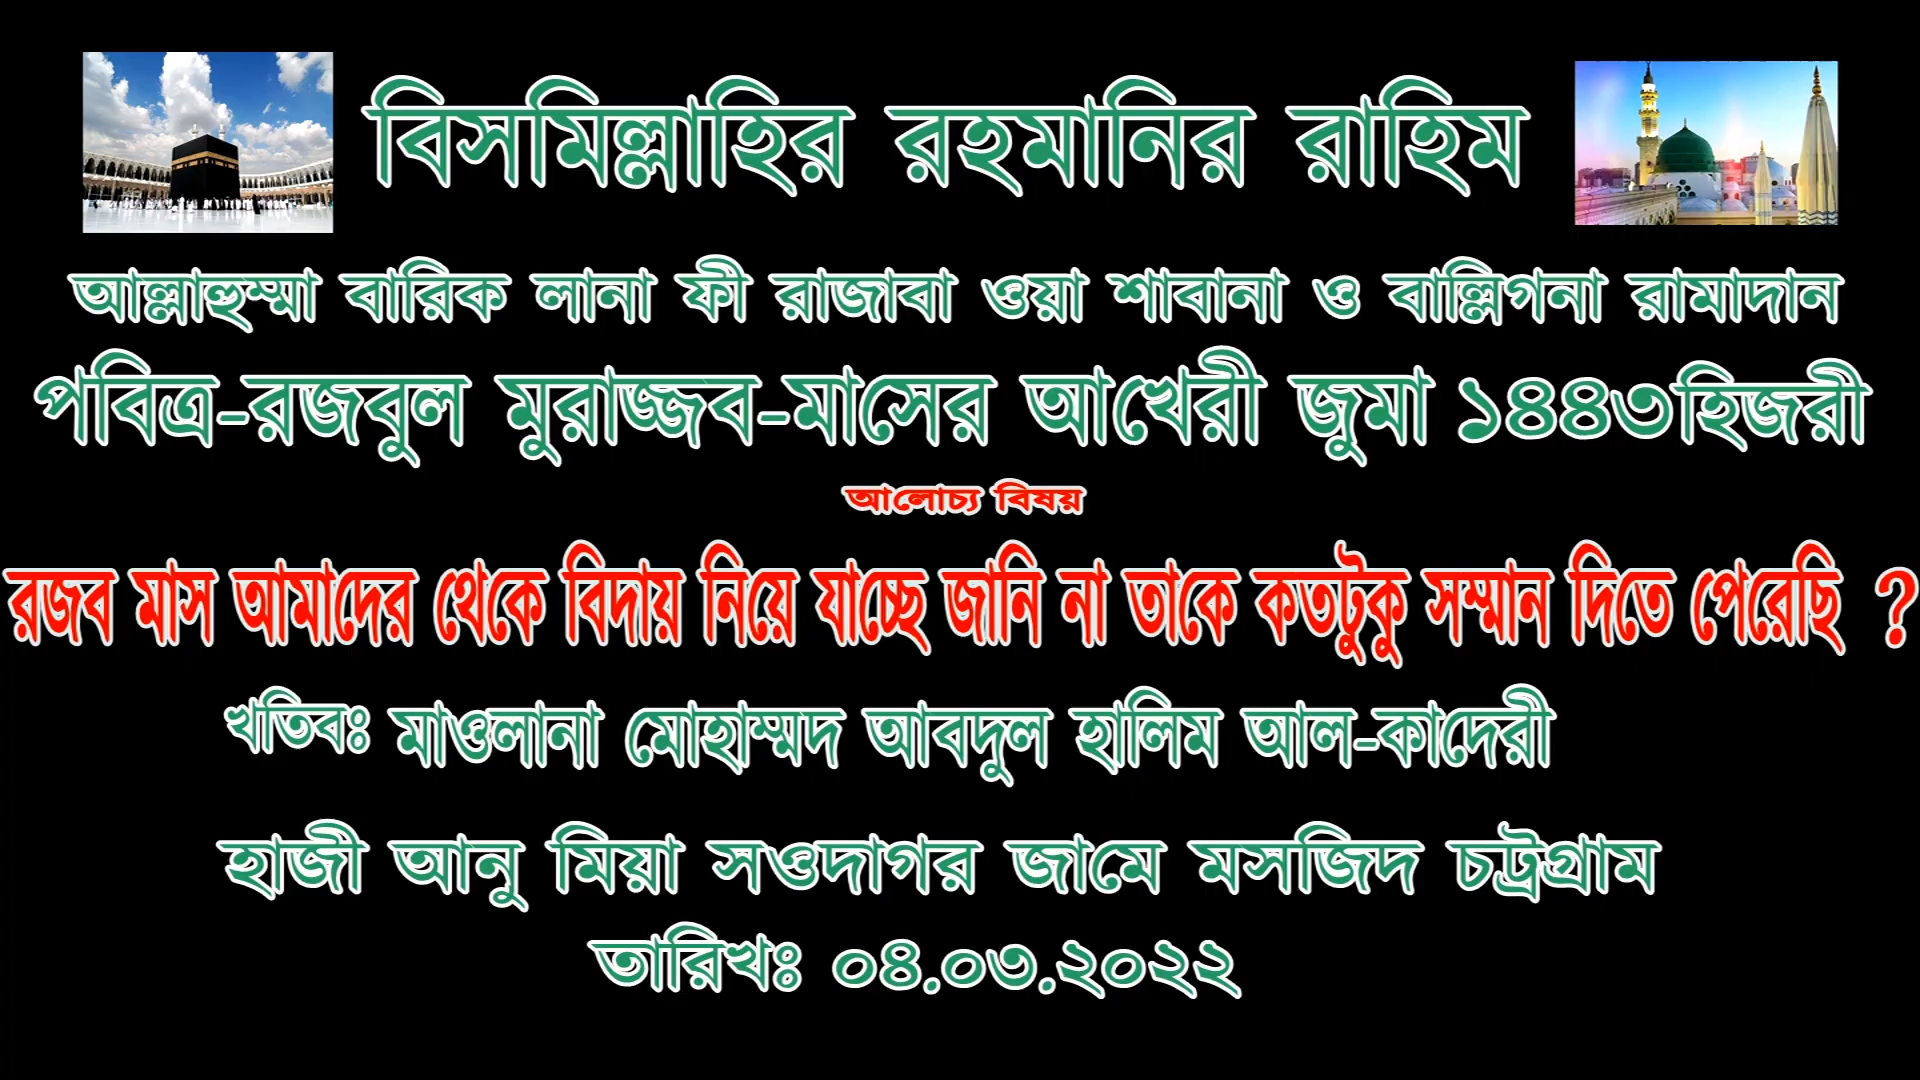 বিসমিল্লাহির রহমানির রাহিম
আল্লাহুম্মা বারিক লানা ফী রাজাবা ওয়া শাবানা ও বাল্লিগনা রামাদান
পবিত্র-রজবুল মুরাজ্জব-মাসের আখেরী জুমা ১৪৪৩হিজরী
আলোচ্য বিষয়
রজব মাস আমাদের থেকে বিদায় নিয়ে যাচ্ছে জানি না তাকে কতটুকু সম্মান দিতে পেরেছি ?
খতিবঃ মাওলানা মোহাম্মদ আবদুল হালিম আল-কাদেরী
হাজী আনু মিয়া সওদাগর জামে মসজিদ চট্রগ্রাম
তারিখঃ ০৪.০৩.২০২২